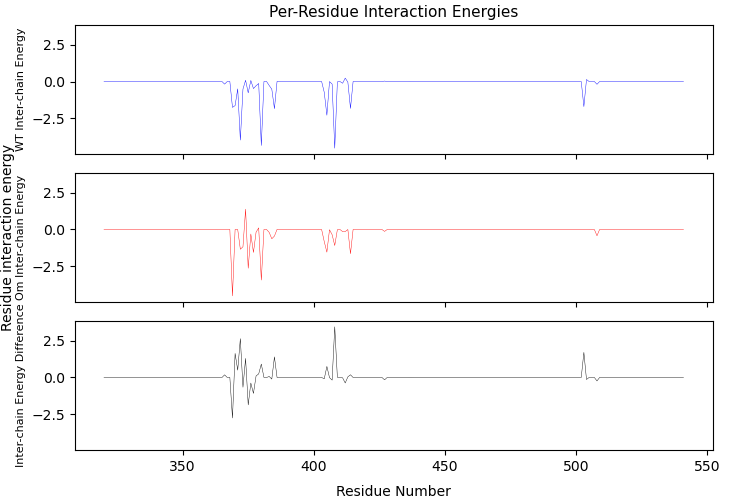 Per-Residue Interaction Energies
Residue interaction energy
WT Inter-chain Energy
2.5
0.0
−2.5
Om Inter-chain Energy
2.5
0.0
−2.5
Inter-chain Energy Difference
2.5
0.0
−2.5
350
400
450
500
550
Residue Number